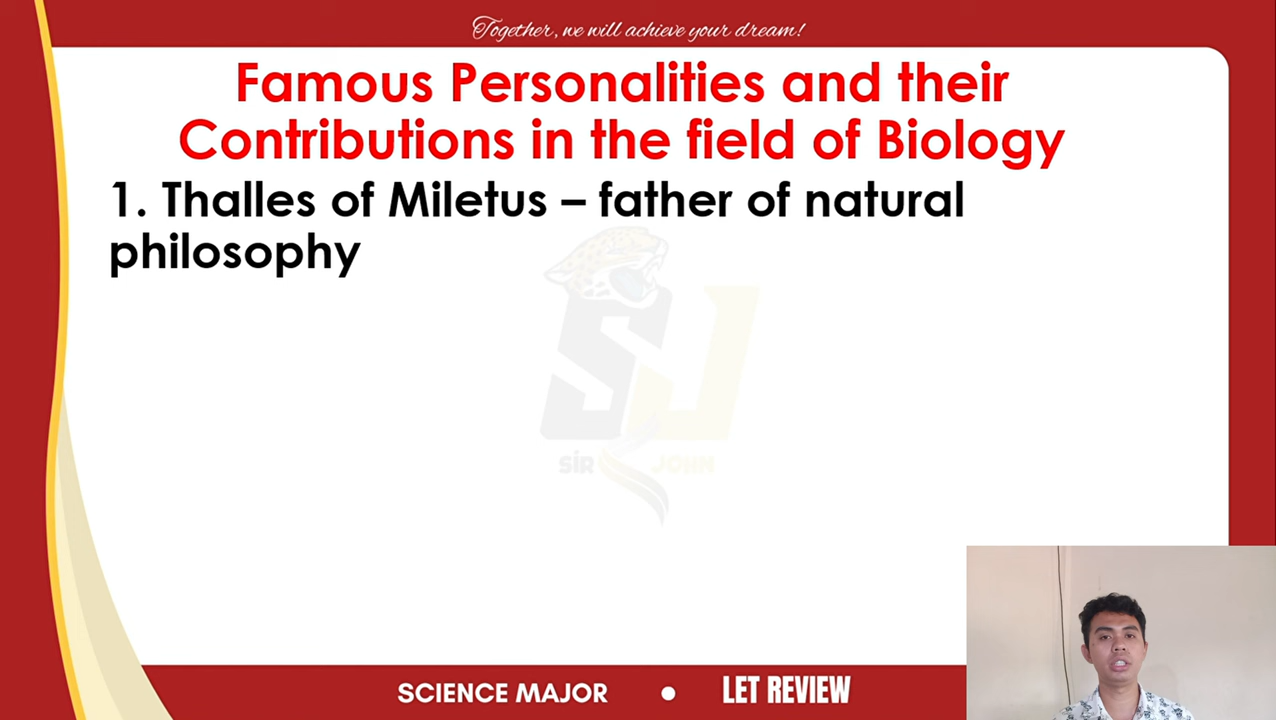 Together, we will achieve your dream!
Famous Personalities and their
Contributions in the field of Biology
1. Thalles of Miletus – father of natural
philosophy
SJ
SIR JOHN
SCIENCE MAJOR • LET REVIEW